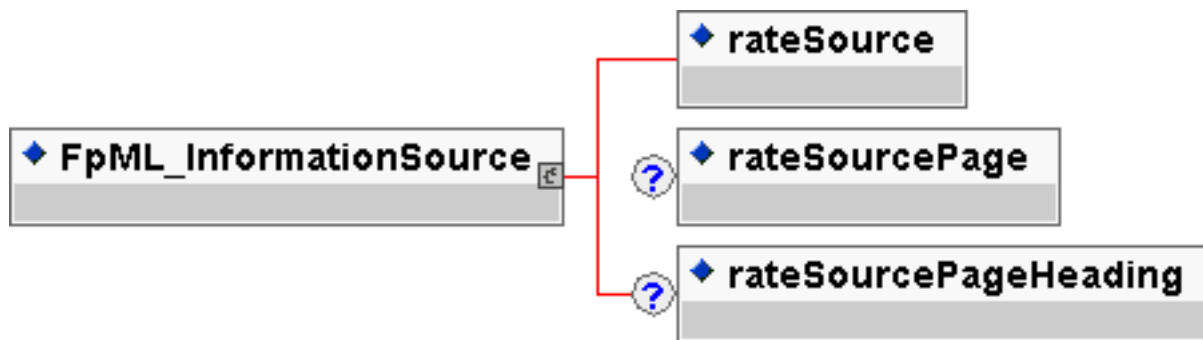 rateSource
FpML_InformationSource
? rateSourcePage
? rateSourcePageHeading